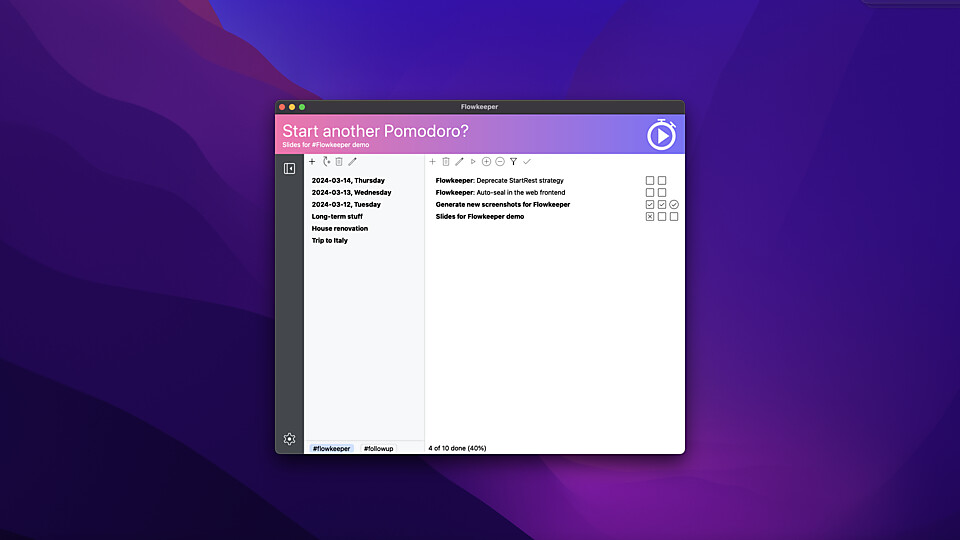 Flowkeeper
Start another Pomodoro?
Slides for #Flowkeeper demo
2024-03-14, Thursday
2024-03-13, Wednesday
2024-03-12, Tuesday
Long-term stuff
House renovation
Trip to Italy
Flowkeeper: Deprecate StartRest strategy
Flowkeeper: Auto-seal in the web frontend
Generate new screenshots for Flowkeeper
Slides for Flowkeeper demo
#flowkeeper #followup
4 of 10 done (40%)